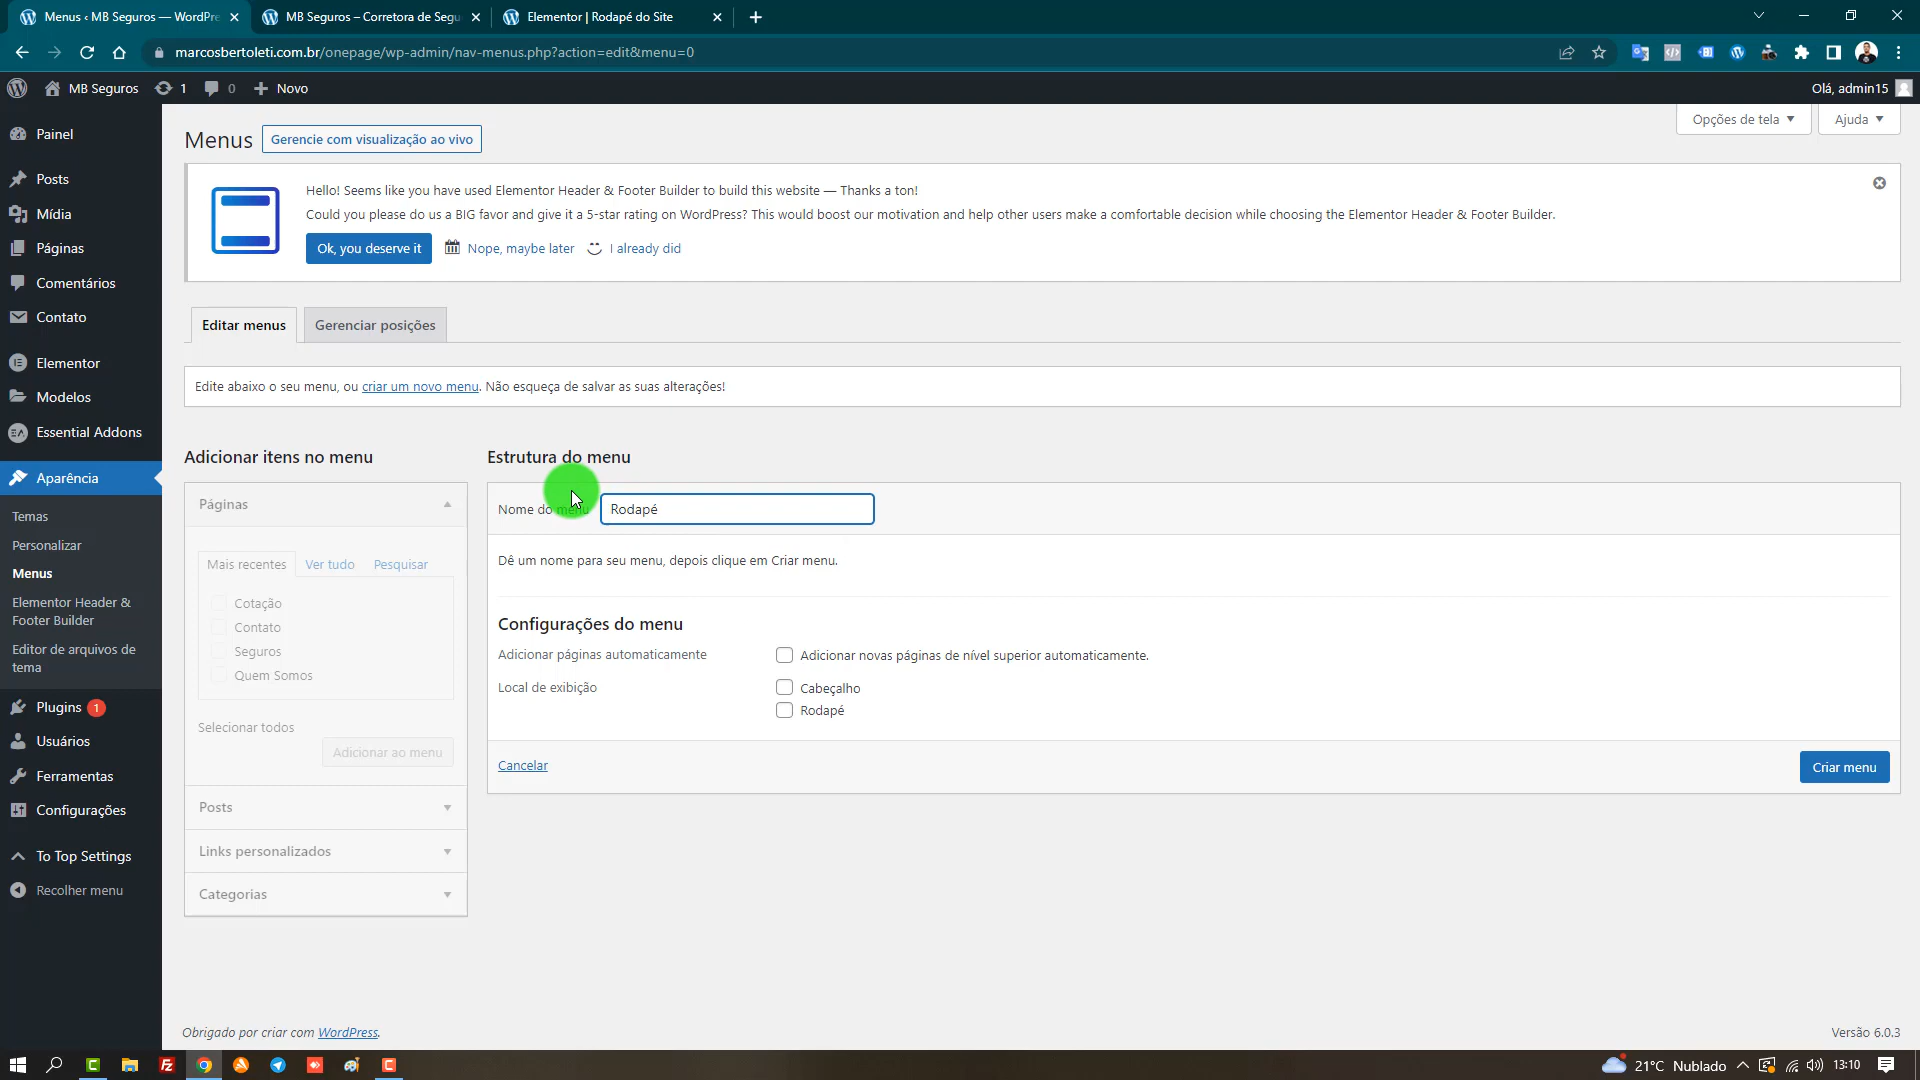 Menus ‹ MB Seguros — WordPre
MB Seguros – Corretora de Segu
Elementor | Rodapé do Site
marcosbertoleti.com.br/onepage/wp-admin/nav-menus.php?action=edit&menu=0
MB Seguros
1
0
Novo
Olá, admin15
Painel
Posts
Mídia
Páginas
Comentários
Contato
Elementor
Modelos
Essential Addons
Aparência
Temas
Personalizar
Menus
Elementor Header &
Footer Builder
Editor de arquivos de
tema
Plugins 1
Usuários
Ferramentas
Configurações
To Top Settings
Recolher menu
Opções de tela
Ajuda
Menus
Gerencie com visualização ao vivo
Hello! Seems like you have used Elementor Header & Footer Builder to build this website — Thanks a ton!
Could you please do us a BIG favor and give it a 5-star rating on WordPress? This would boost our motivation and help other users make a comfortable decision while choosing the Elementor Header & Footer Builder.
Ok, you deserve it
Nope, maybe later
I already did
Editar menus
Gerenciar posições
Edite abaixo o seu menu, ou criar um novo menu. Não esqueça de salvar as suas alterações!
Adicionar itens no menu
Páginas
Mais recentes
Ver tudo
Pesquisar
Cotação
Contato
Seguros
Quem Somos
Selecionar todos
Adicionar ao menu
Posts
Links personalizados
Categorias
Estrutura do menu
Nome do menu
Rodapé
Dê um nome para seu menu, depois clique em Criar menu.
Configurações do menu
Adicionar páginas automaticamente
Adicionar novas páginas de nível superior automaticamente.
Local de exibição
Cabeçalho
Rodapé
Cancelar
Criar menu
Obrigado por criar com WordPress.
Versão 6.0.3
21°C Nublado
13:10